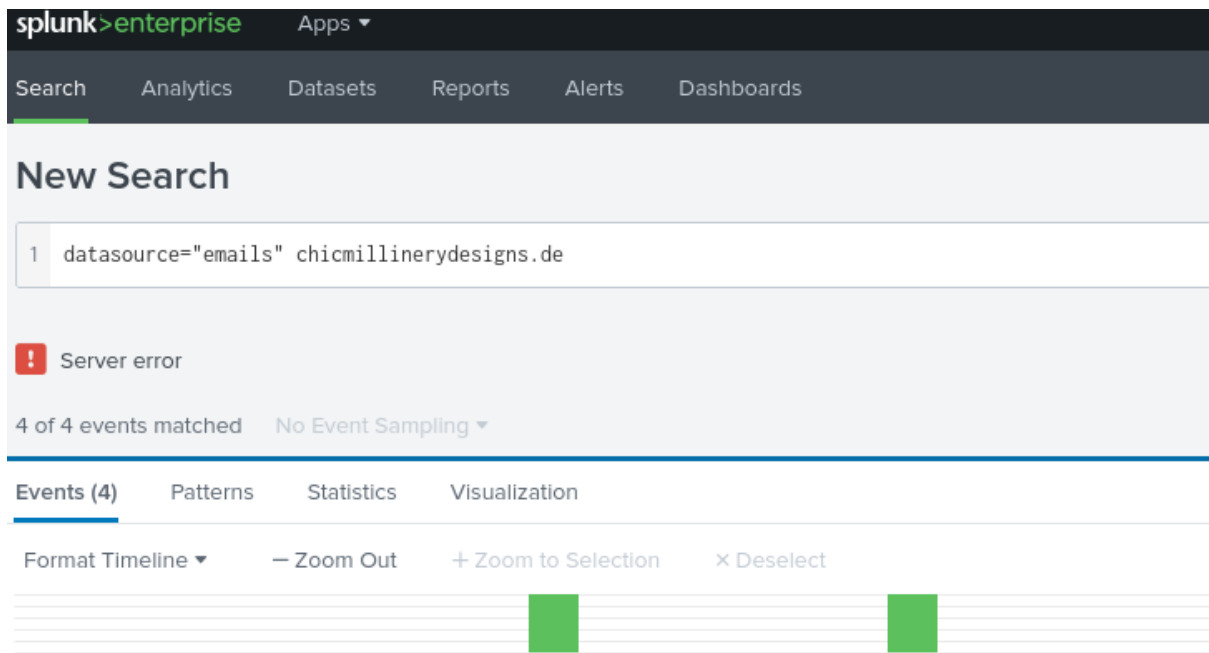 splunk>enterprise Apps
Search Analytics Datasets Reports Alerts Dashboards
New Search
1 datasource="emails" chicmillinerydesigns.de
! Server error
4 of 4 events matched No Event Sampling
Events (4) Patterns Statistics Visualization
Format Timeline — Zoom Out + Zoom to Selection × Deselect